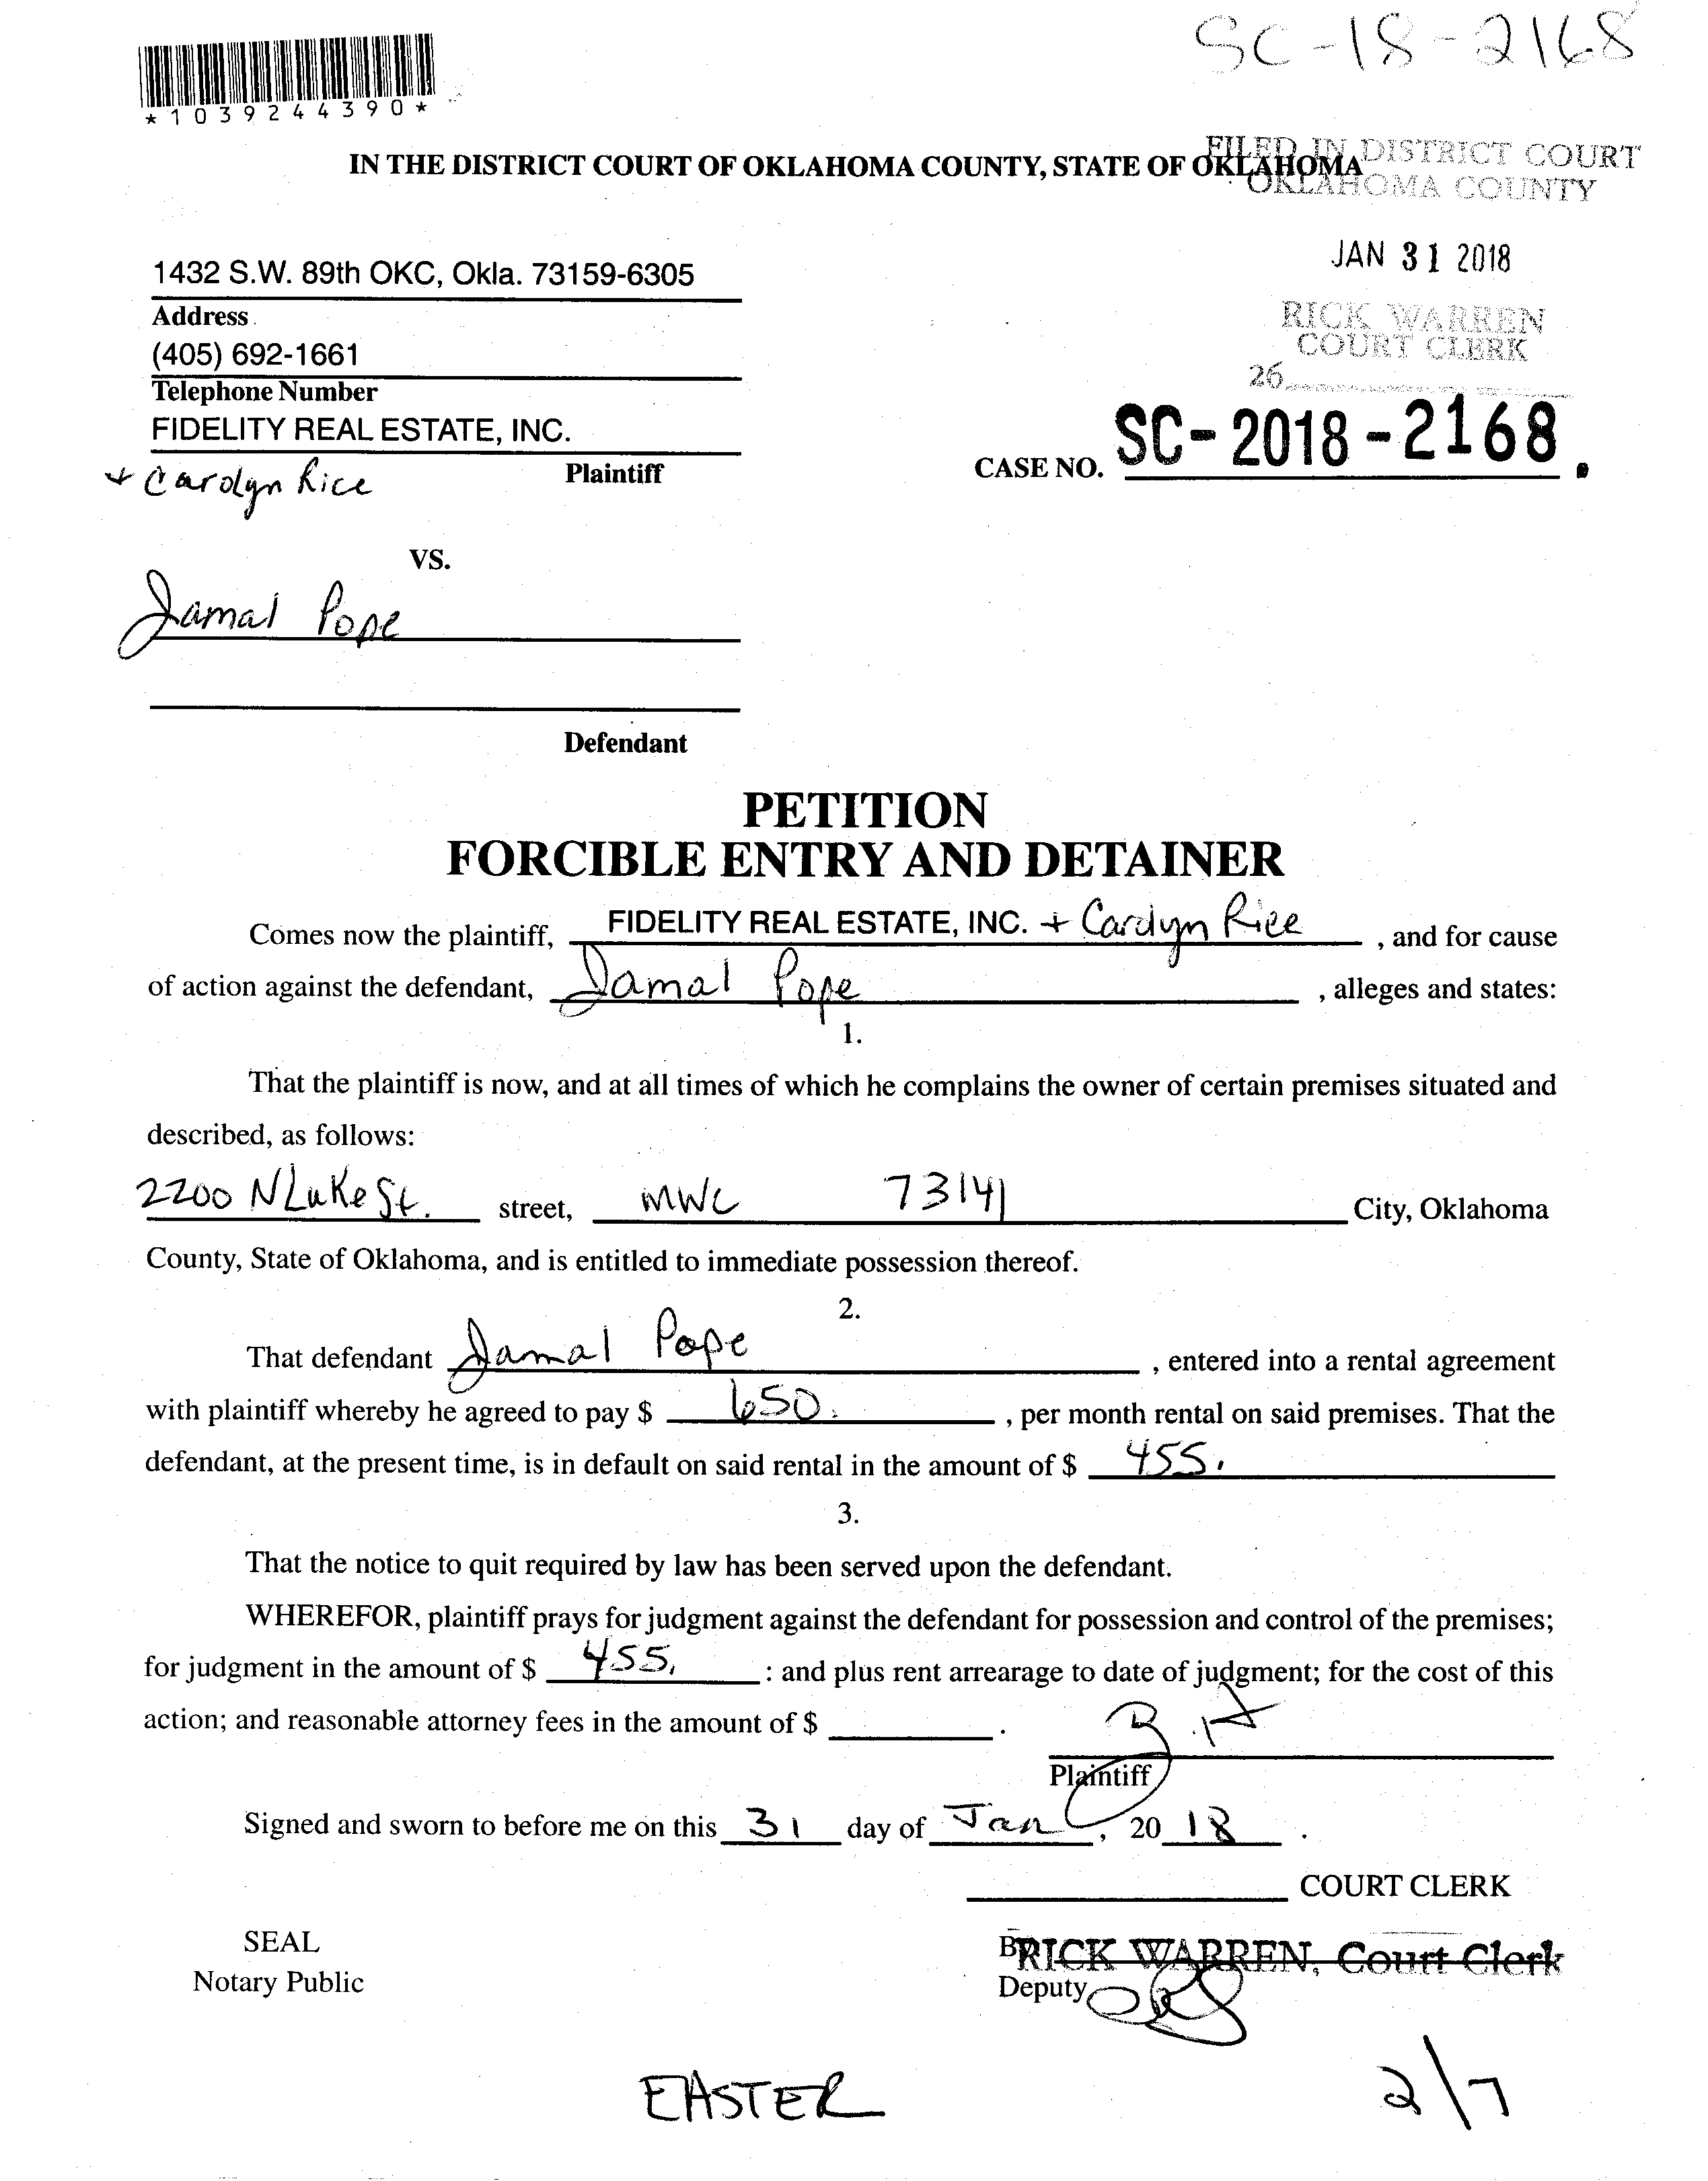 SC-18-2168
*1039244390*
IN THE DISTRICT COURT OF OKLAHOMA COUNTY, STATE OF OKLAHOMA
FILED IN DISTRICT COURT
OKLAHOMA COUNTY
JAN 31 2018
RICK WARREN
COURT CLERK
26
1432 S.W. 89th OKC, Okla. 73159-6305
Address
(405) 692-1661
Telephone Number
FIDELITY REAL ESTATE, INC.
+ Carolyn Rice Plaintiff
CASE NO. SC-2018-2168.
VS.
Jamal Pope
Defendant
PETITION
FORCIBLE ENTRY AND DETAINER
Comes now the plaintiff, FIDELITY REAL ESTATE, INC. + Carolyn Rice, and for cause
of action against the defendant, Jamal Pope, alleges and states:
1.
That the plaintiff is now, and at all times of which he complains the owner of certain premises situated and
described, as follows:
2200 N Luke St. street, MWC 73141 City, Oklahoma
County, State of Oklahoma, and is entitled to immediate possession thereof.
2.
That defendant Jamal Pope, entered into a rental agreement
with plaintiff whereby he agreed to pay $ 650., per month rental on said premises. That the
defendant, at the present time, is in default on said rental in the amount of $ 455.
3.
That the notice to quit required by law has been served upon the defendant.
WHEREFOR, plaintiff prays for judgment against the defendant for possession and control of the premises;
for judgment in the amount of $ 455. : and plus rent arrearage to date of judgment; for the cost of this
action; and reasonable attorney fees in the amount of $ .
Plaintiff
Signed and sworn to before me on this 31 day of Jan, 20 18.
COURT CLERK
SEAL
Notary Public
By RICK WARREN, Court Clerk
Deputy
EASTER
2/7